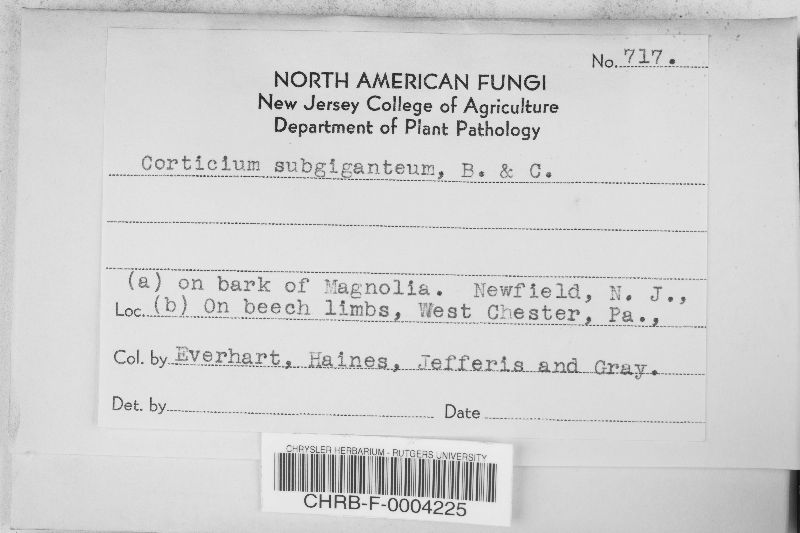 No. 717.
NORTH AMERICAN FUNGI
New Jersey College of Agriculture
Department of Plant Pathology
Corticium subgiganteum, B. & C.
(a) on bark of Magnolia. Newfield, N. J.,
Loc. (b) On beech limbs, West Chester, Pa.,
Col. by Everhart, Haines, Jefferis and Gray.
Det. by Date
CHRYSLER HERBARIUM - RUTGERS UNIVERSITY
CHRB-F-0004225